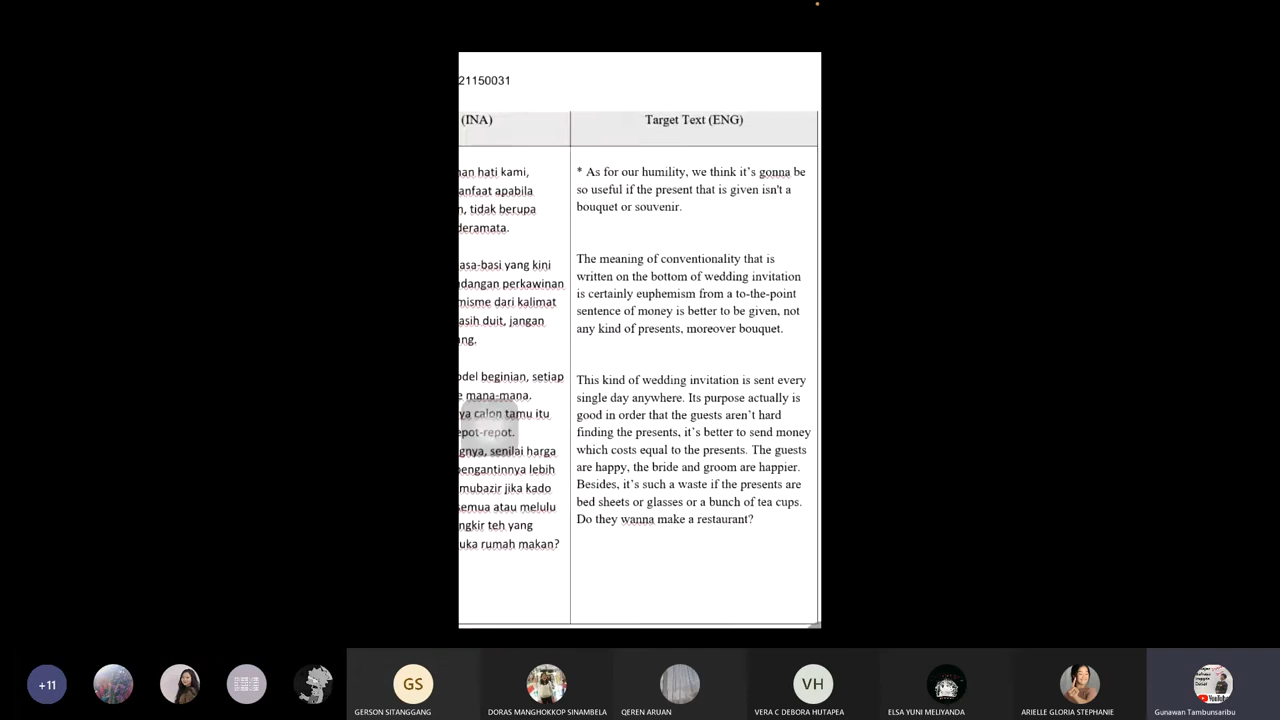 21150031
(INA)
Target Text (ENG)
nan hati kami,
anfaat apabila
n, tidak berupa
deramata.
asa-basi yang kini
ndangan perkawinan
misme dari kalimat
asih duit, jangan
ang.
odel beginian, setiap
e mana-mana.
ya calon tamu itu
epot-repot.
gnya, senilai harga
pengantinnya lebih
mubazir jika kado
semua atau melulu
ngkir teh yang
uka rumah makan?
* As for our humility, we think it's gonna be
so useful if the present that is given isn't a
bouquet or souvenir.
The meaning of conventionality that is
written on the bottom of wedding invitation
is certainly euphemism from a to-the-point
sentence of money is better to be given, not
any kind of presents, moreover bouquet.
This kind of wedding invitation is sent every
single day anywhere. Its purpose actually is
good in order that the guests aren't hard
finding the presents, it's better to send money
which costs equal to the presents. The guests
are happy, the bride and groom are happier.
Besides, it's such a waste if the presents are
bed sheets or glasses or a bunch of tea cups.
Do they wanna make a restaurant?
+11
GS
GERSON SITANGGANG
DORAS MANGHOKKOP SINAMBELA
QEREN ARUAN
VH
VERA C DEBORA HUTAPEA
ELSA YUNI MELIYANDA
ARIELLE GLORIA STEPHANIE
YouTube
Gunawan Tambunsaribu